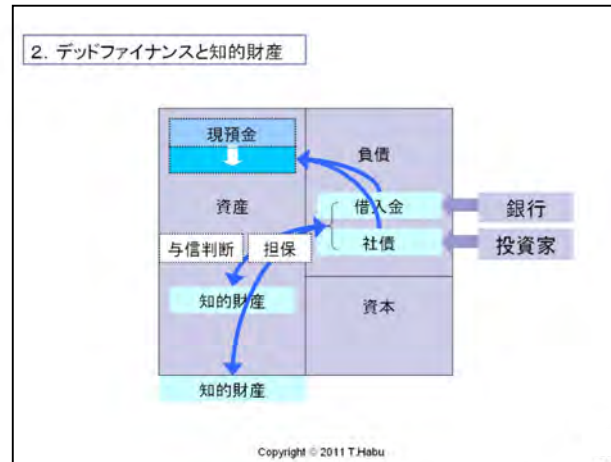 2. デッドファイナンスと知的財産
現預金
負債
資産
借入金
銀行
与信判断
担保
社債
投資家
知的財産
資本
知的財産
Copyright © 2011 T.Habu